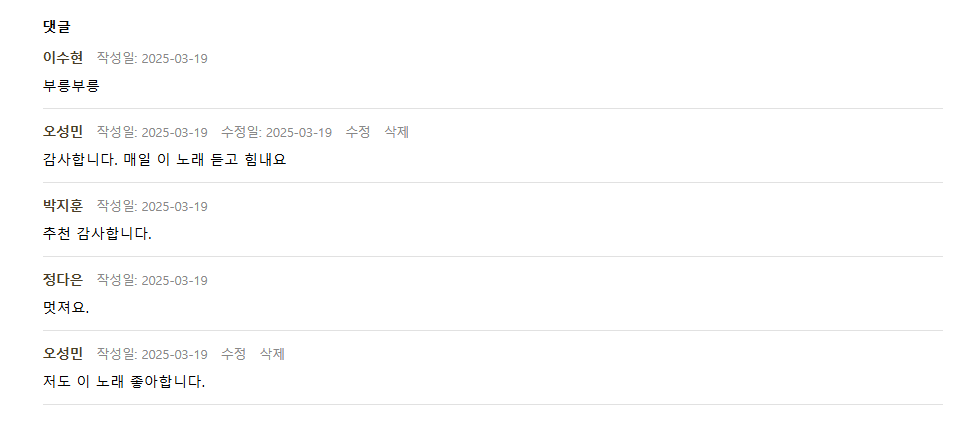 댓글
이수현 작성일: 2025-03-19
부릉부릉
오성민 작성일: 2025-03-19 수정일: 2025-03-19 수정 삭제
감사합니다. 매일 이 노래 듣고 힘내요
박지훈 작성일: 2025-03-19
추천 감사합니다.
정다은 작성일: 2025-03-19
멋져요.
오성민 작성일: 2025-03-19 수정 삭제
저도 이 노래 좋아합니다.